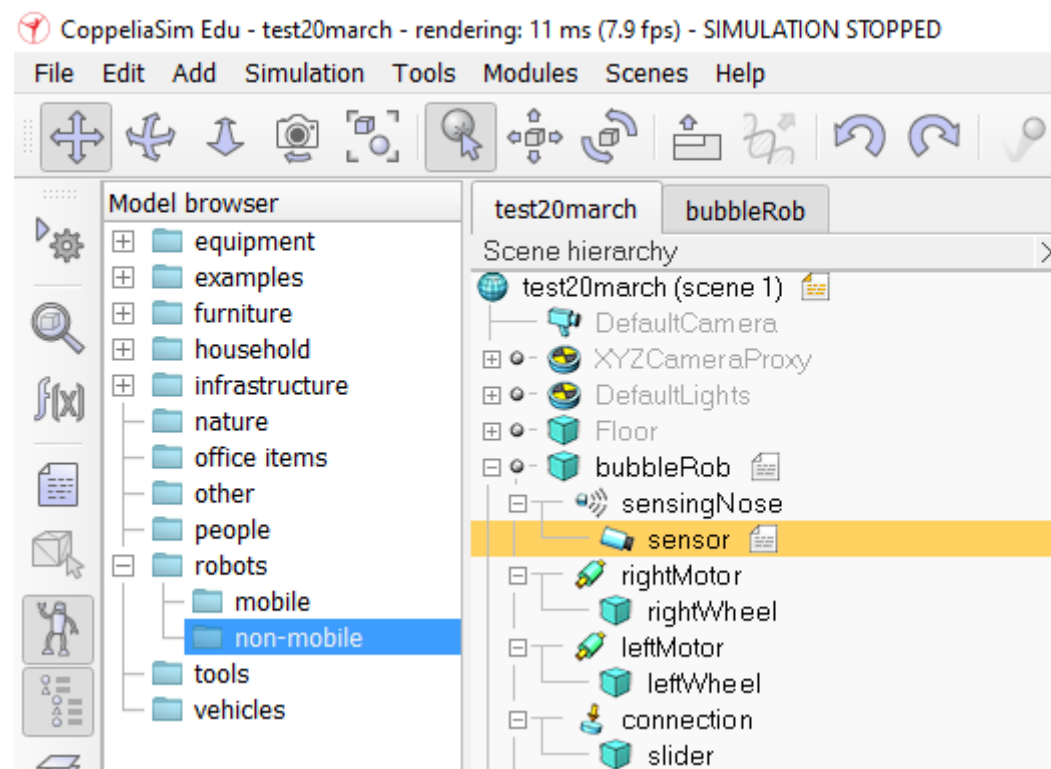 CoppeliaSim Edu - test20march - rendering: 11 ms (7.9 fps) - SIMULATION STOPPED
File Edit Add Simulation Tools Modules Scenes Help
f(x)
Model browser
equipment
examples
furniture
household
infrastructure
nature
office items
other
people
robots
mobile
non-mobile
tools
vehicles
test20march bubbleRob
Scene hierarchy
test20march (scene 1)
DefaultCamera
XYZCameraProxy
DefaultLights
Floor
bubbleRob
sensingNose
sensor
rightMotor
rightWheel
leftMotor
leftWheel
connection
slider